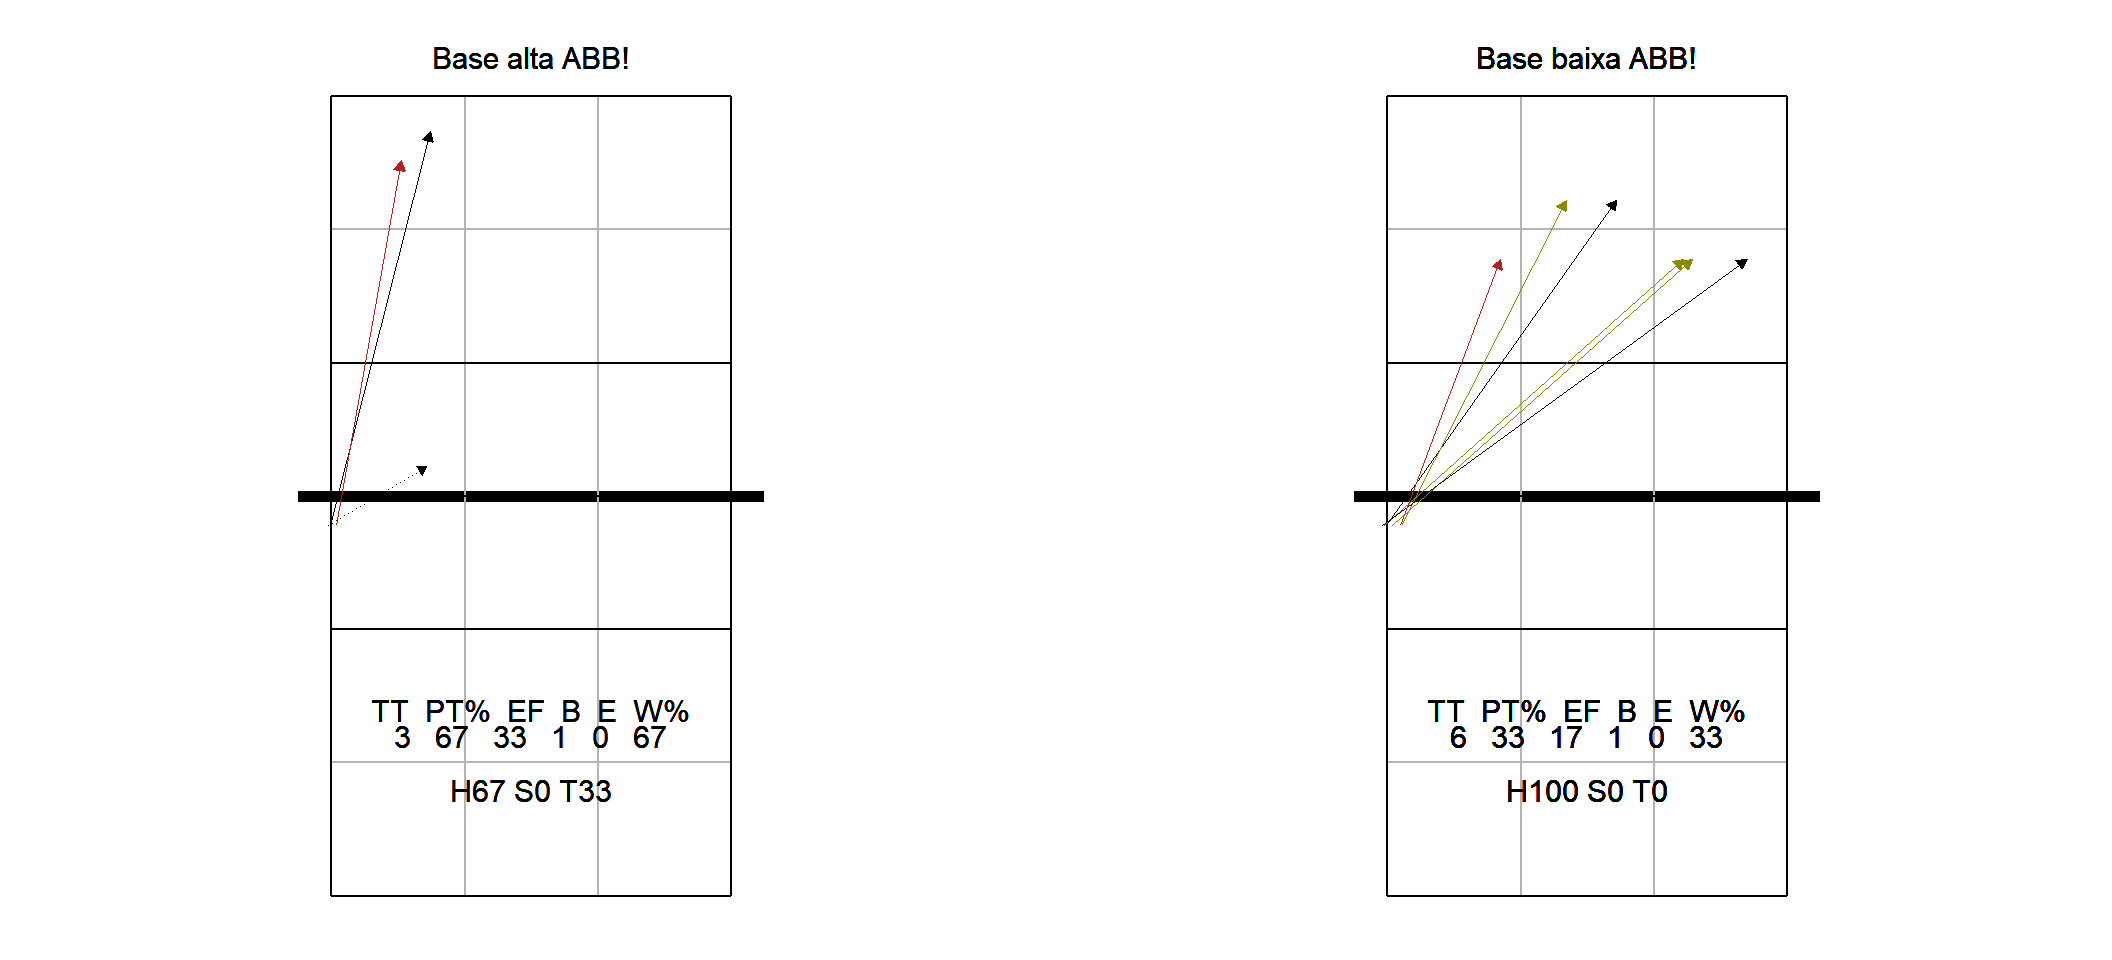 Base alta ABB!
TT PT% EF B E W%
3 67 33 1 0 67
H67 S0 T33
Base baixa ABB!
TT PT% EF B E W%
6 33 17 1 0 33
H100 S0 T0